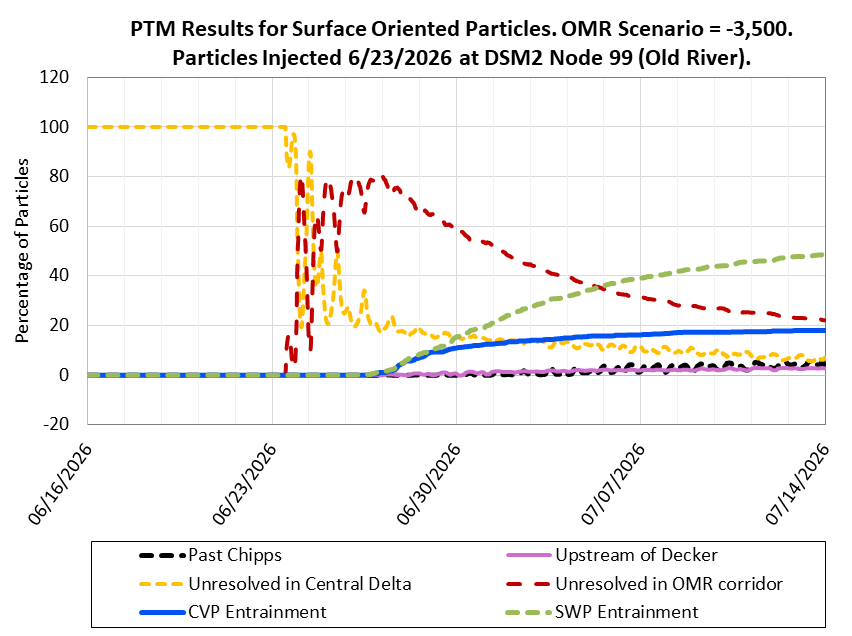 PTM Results for Surface Oriented Particles. OMR Scenario = -3,500.
Particles Injected 6/23/2026 at DSM2 Node 99 (Old River).
Percentage of Particles
120
100
80
60
40
20
0
-20
06/16/2026
06/23/2026
06/30/2026
07/07/2026
07/14/2026
Past Chipps
Upstream of Decker
Unresolved in Central Delta
Unresolved in OMR corridor
CVP Entrainment
SWP Entrainment